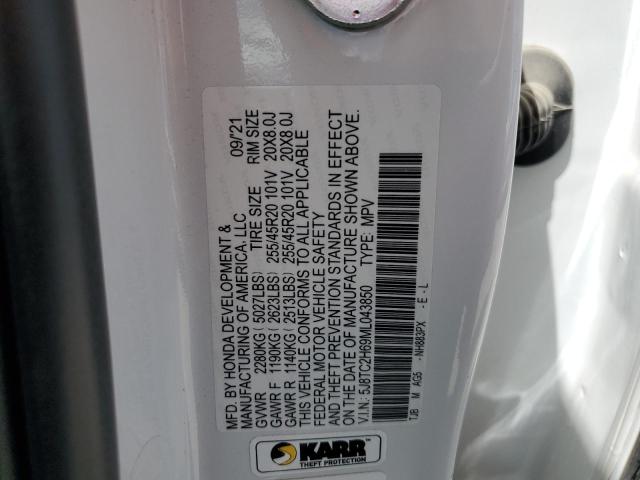 MFD. BY HONDA DEVELOPMENT &
MANUFACTURING OF AMERICA, LLC 09/21
GVWR 2280KG ( 5027LBS) TIRE SIZE RIM SIZE
GAWR F 1190KG ( 2623LBS) 255/45R20 101V 20X8.0J
GAWR R 1140KG ( 2513LBS) 255/45R20 101V 20X8.0J
THIS VEHICLE CONFORMS TO ALL APPLICABLE
FEDERAL MOTOR VEHICLE SAFETY
AND THEFT PREVENTION STANDARDS IN EFFECT
ON THE DATE OF MANUFACTURE SHOWN ABOVE.
V.I.N: 5J8TC2H69ML043850 TYPE: MPV
TJB M AG5 -NH883PX - E - L
KARR
THEFT PROTECTION